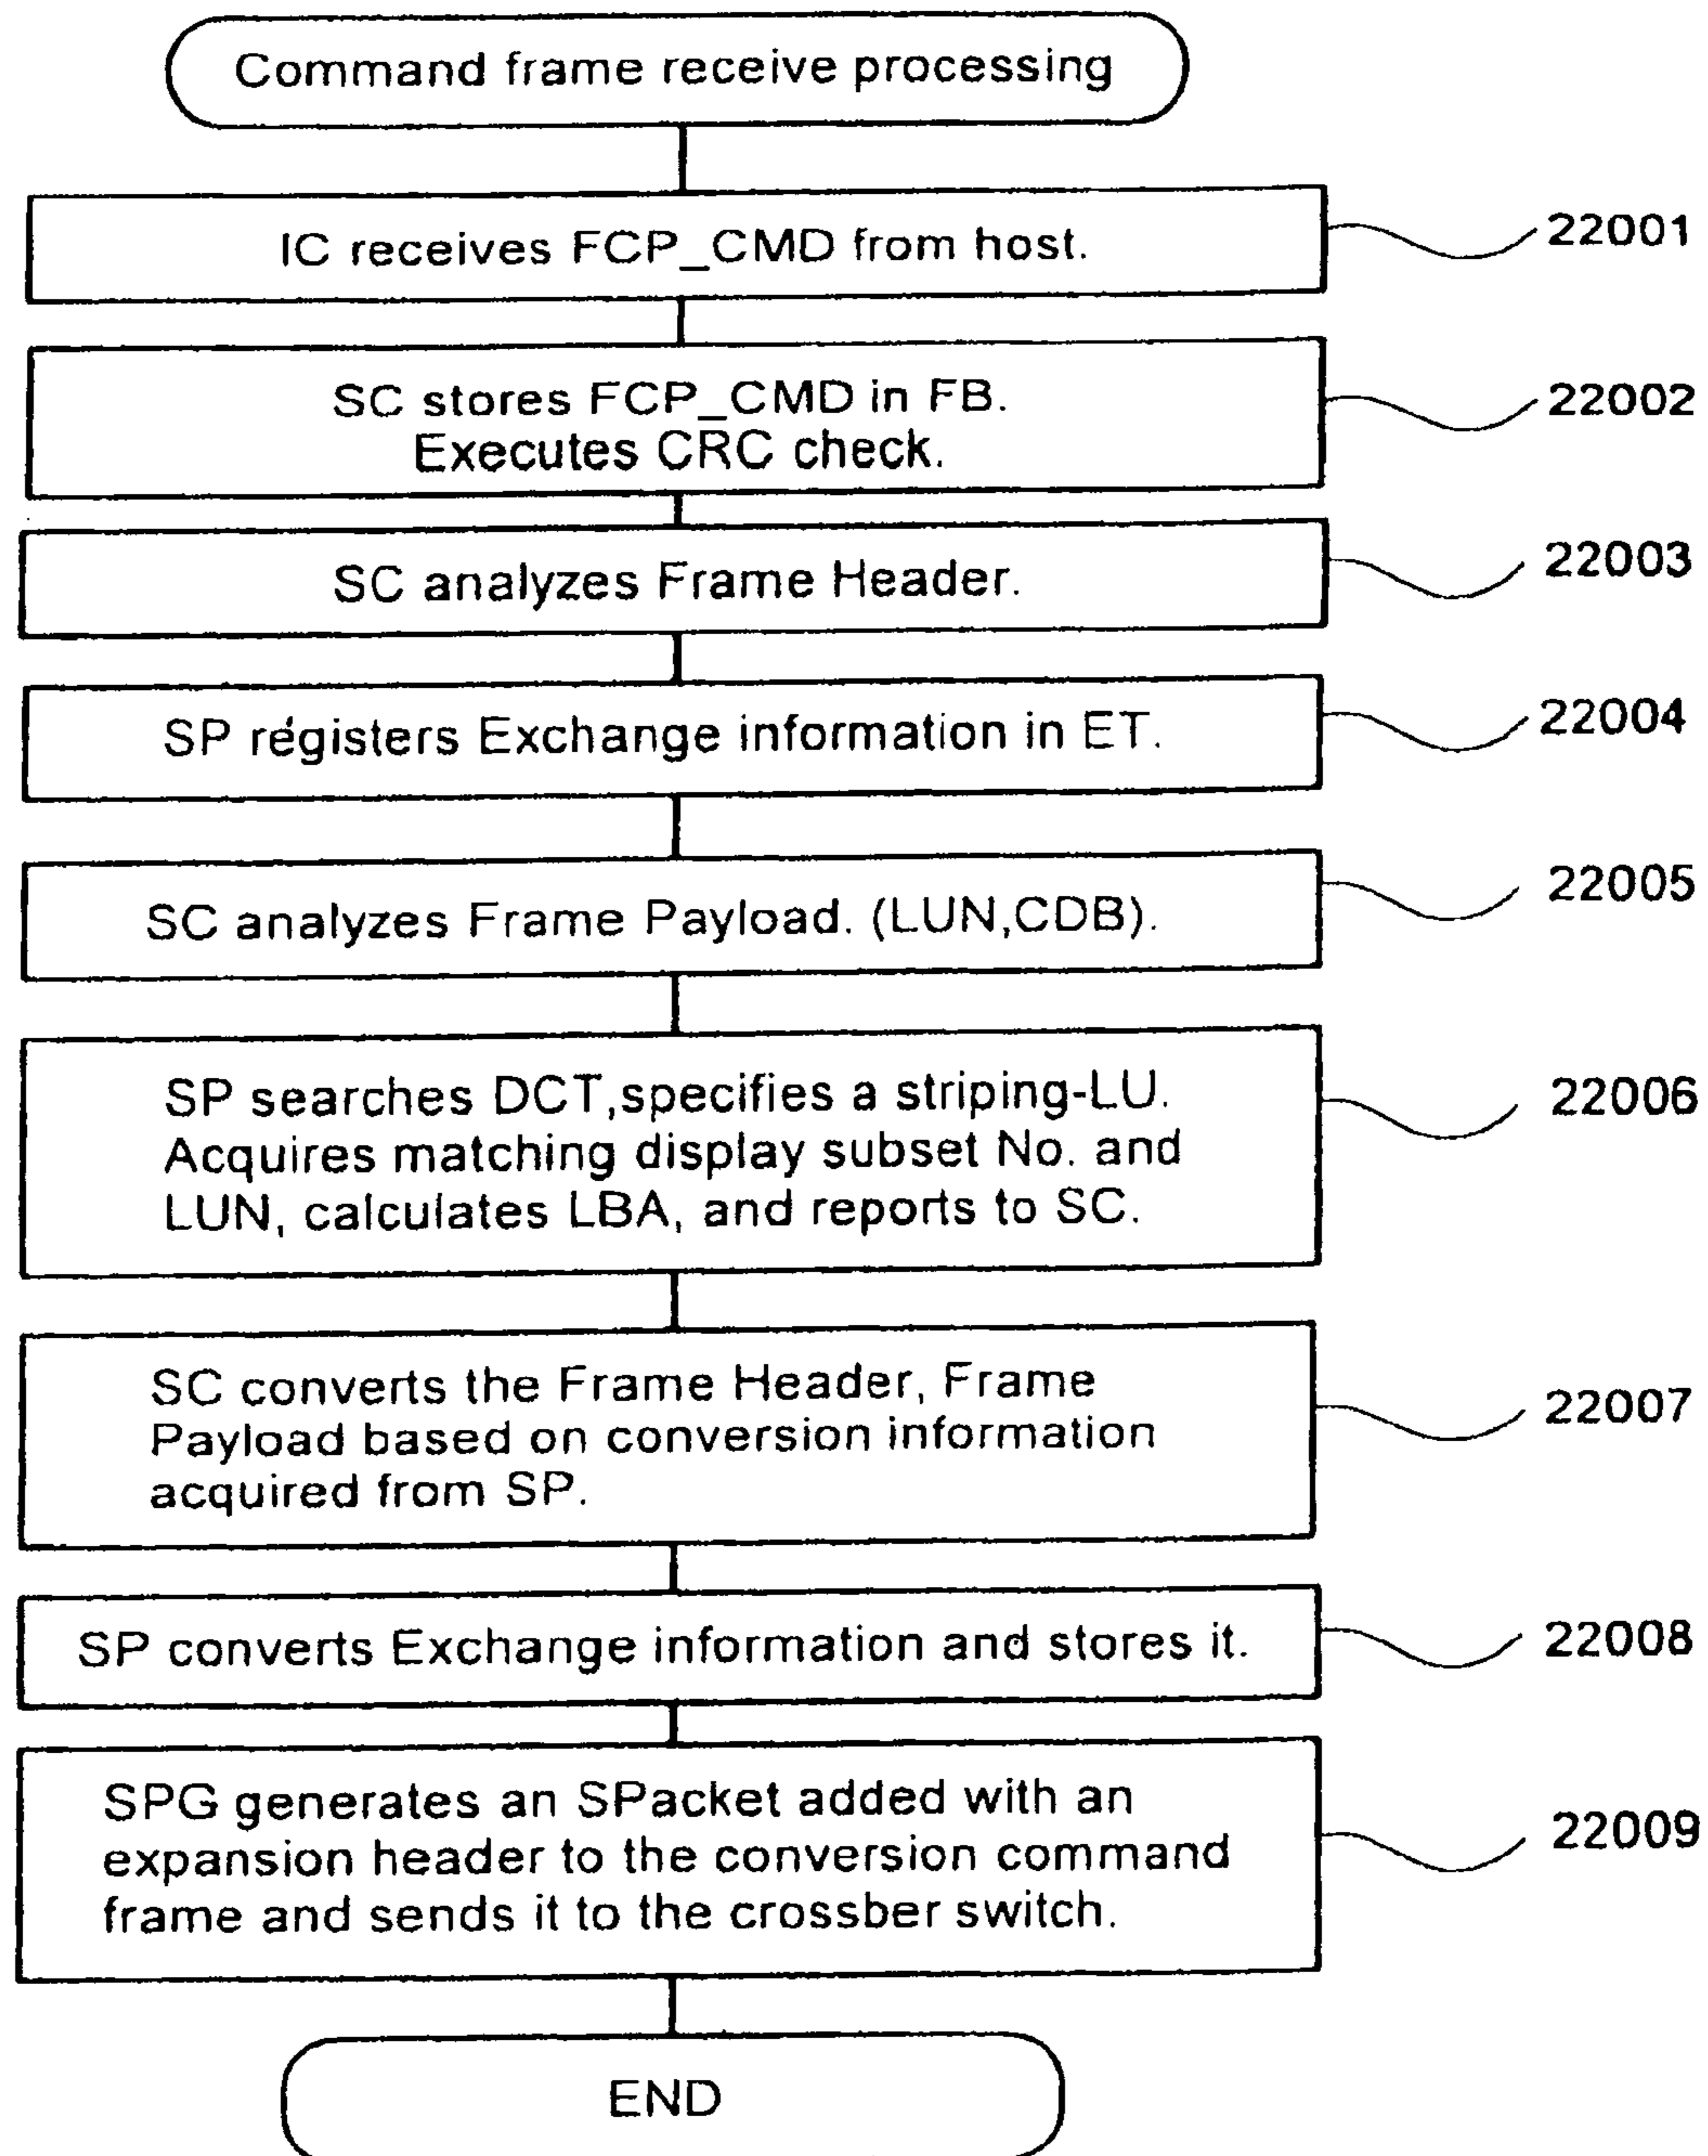 Command frame receive processing
IC receives FCP_CMD from host.
22001
SC stores FCP_CMD in FB.
Executes CRC check.
22002
SC analyzes Frame Header.
22003
SP registers Exchange information in ET.
22004
SC analyzes Frame Payload. (LUN,CDB).
22005
SP searches DCT,specifies a striping-LU.
Acquires matching display subset No. and
LUN, calculates LBA, and reports to SC.
22006
SC converts the Frame Header, Frame
Payload based on conversion information
acquired from SP.
22007
SP converts Exchange information and stores it.
22008
SPG generates an SPacket added with an
expansion header to the conversion command
frame and sends it to the crossber switch.
22009
END